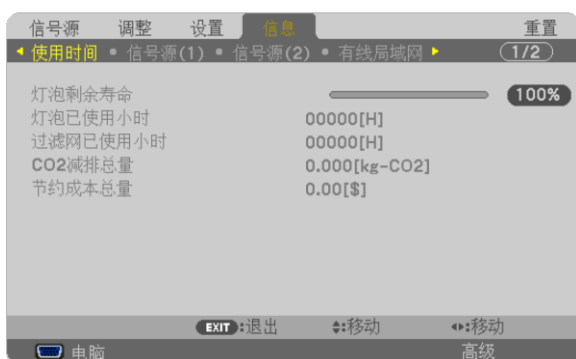 信号源 调整 设置 信息 重置
◀ 使用时间 • 信号源(1) • 信号源(2) • 有线局域网 ▶ 1/2
灯泡剩余寿命 100%
灯泡已使用小时 00000[H]
过滤网已使用小时 00000[H]
CO2减排总量 0.000[kg-CO2]
节约成本总量 0.00[$]
EXIT:退出 :移动 :移动
电脑 高级